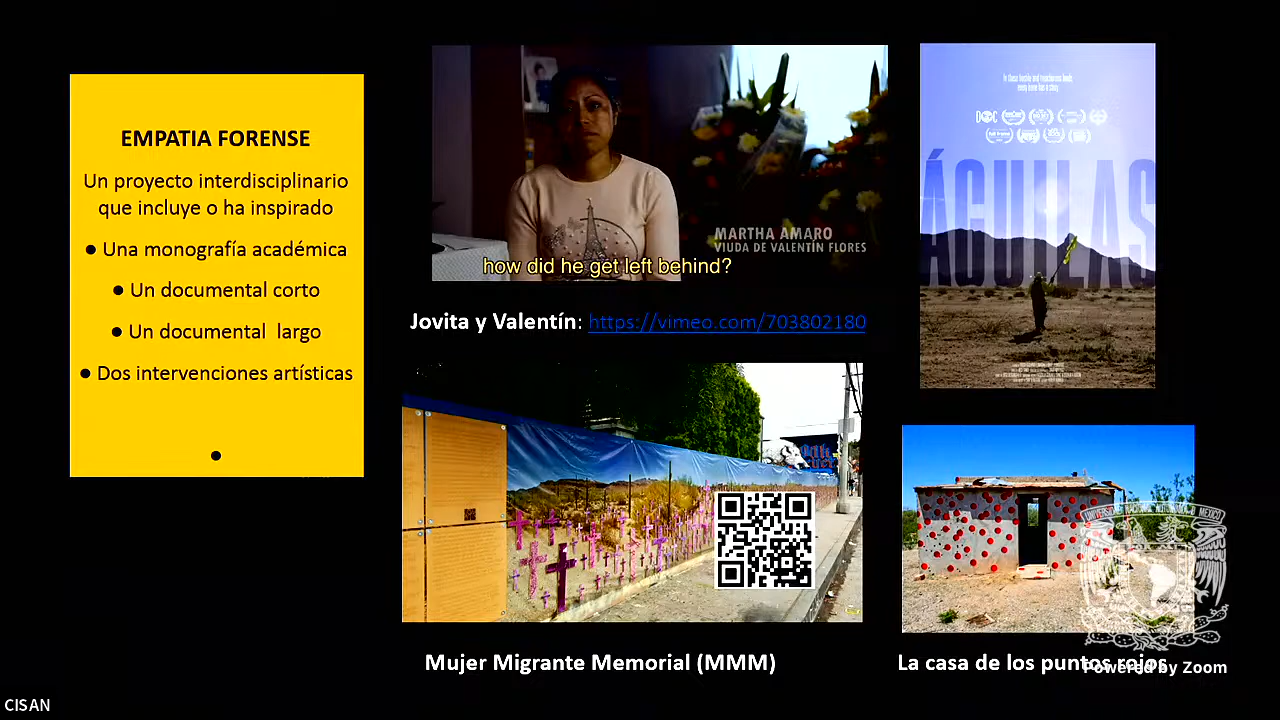 EMPATIA FORENSE
Un proyecto interdisciplinario
que incluye o ha inspirado
● Una monografía académica
● Un documental corto
● Un documental largo
● Dos intervenciones artísticas
●
MARTHA AMARO
VIUDA DE VALENTÍN FLORES
how did he get left behind?
Jovita y Valentín: https://vimeo.com/703802180
ÁGUILAS
Mujer Migrante Memorial (MMM)
La casa de los puntos rojos
Powered by Zoom
CISAN